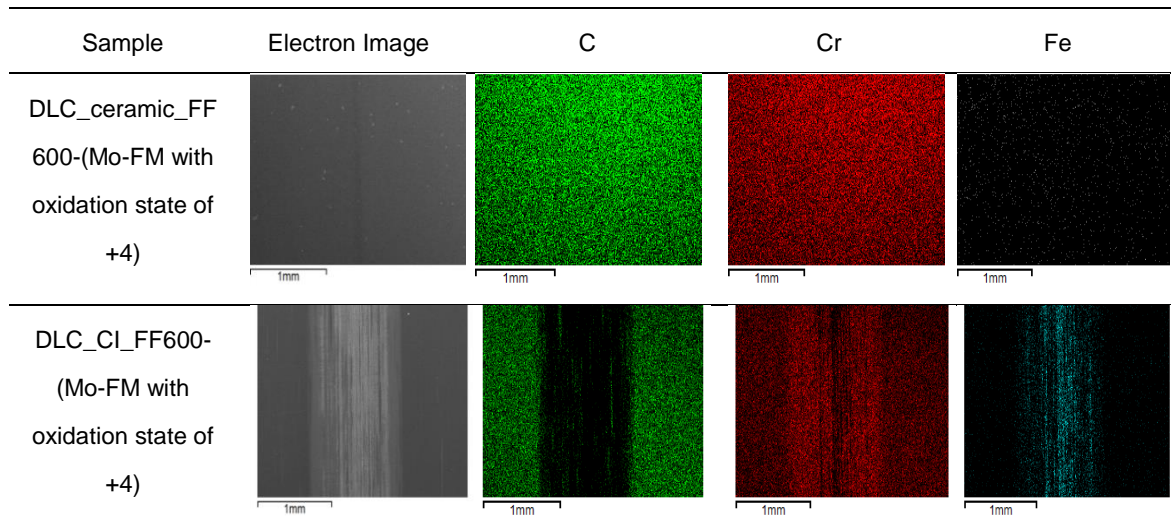 Sample Electron Image C Cr Fe
DLC_ceramic_FF
600-(Mo-FM with
oxidation state of
+4)
1mm 1mm 1mm 1mm
DLC_CI_FF600-
(Mo-FM with
oxidation state of
+4)
1mm 1mm 1mm 1mm